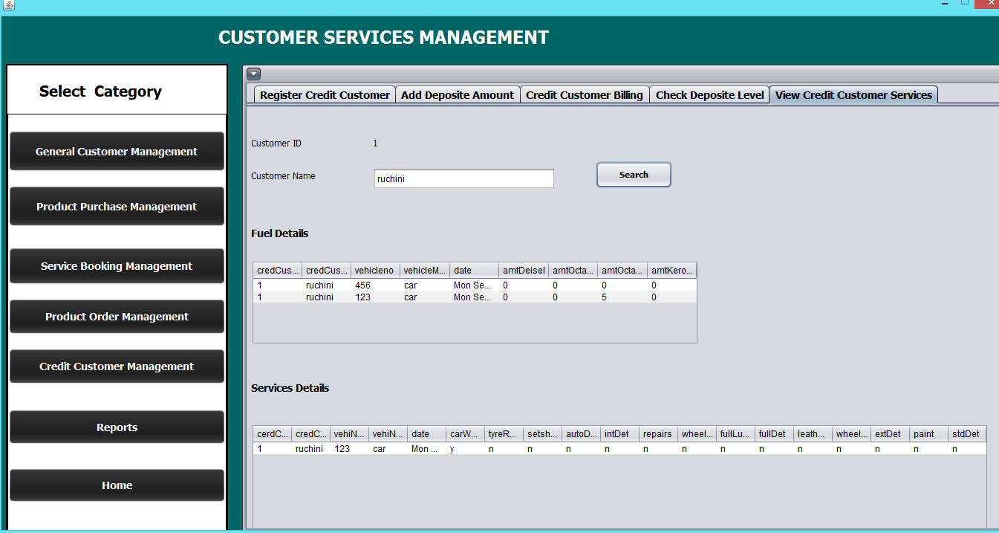 CUSTOMER SERVICES MANAGEMENT
Select Category
General Customer Management
Product Purchase Management
Service Booking Management
Product Order Management
Credit Customer Management
Reports
Home
Register Credit Customer Add Deposite Amount Credit Customer Billing Check Deposite Level View Credit Customer Services
Customer ID 1
Customer Name ruchini Search
Fuel Details
credCus... credCus... vehicleno vehicleM... date amtDeisel amtOcta... amtOcta... amtKero...
1 ruchini 456 car Mon Se... 0 0 0 0
1 ruchini 123 car Mon Se... 0 0 5 0
Services Details
cerdC... credC... vehiN... vehiN... date carW... tyreR... setsh... autoD... intDet repairs wheel... fullLu... fullDet leath... wheel... extDet paint stdDet
1 ruchini 123 car Mon ... y n n n n n n n n n n n n n